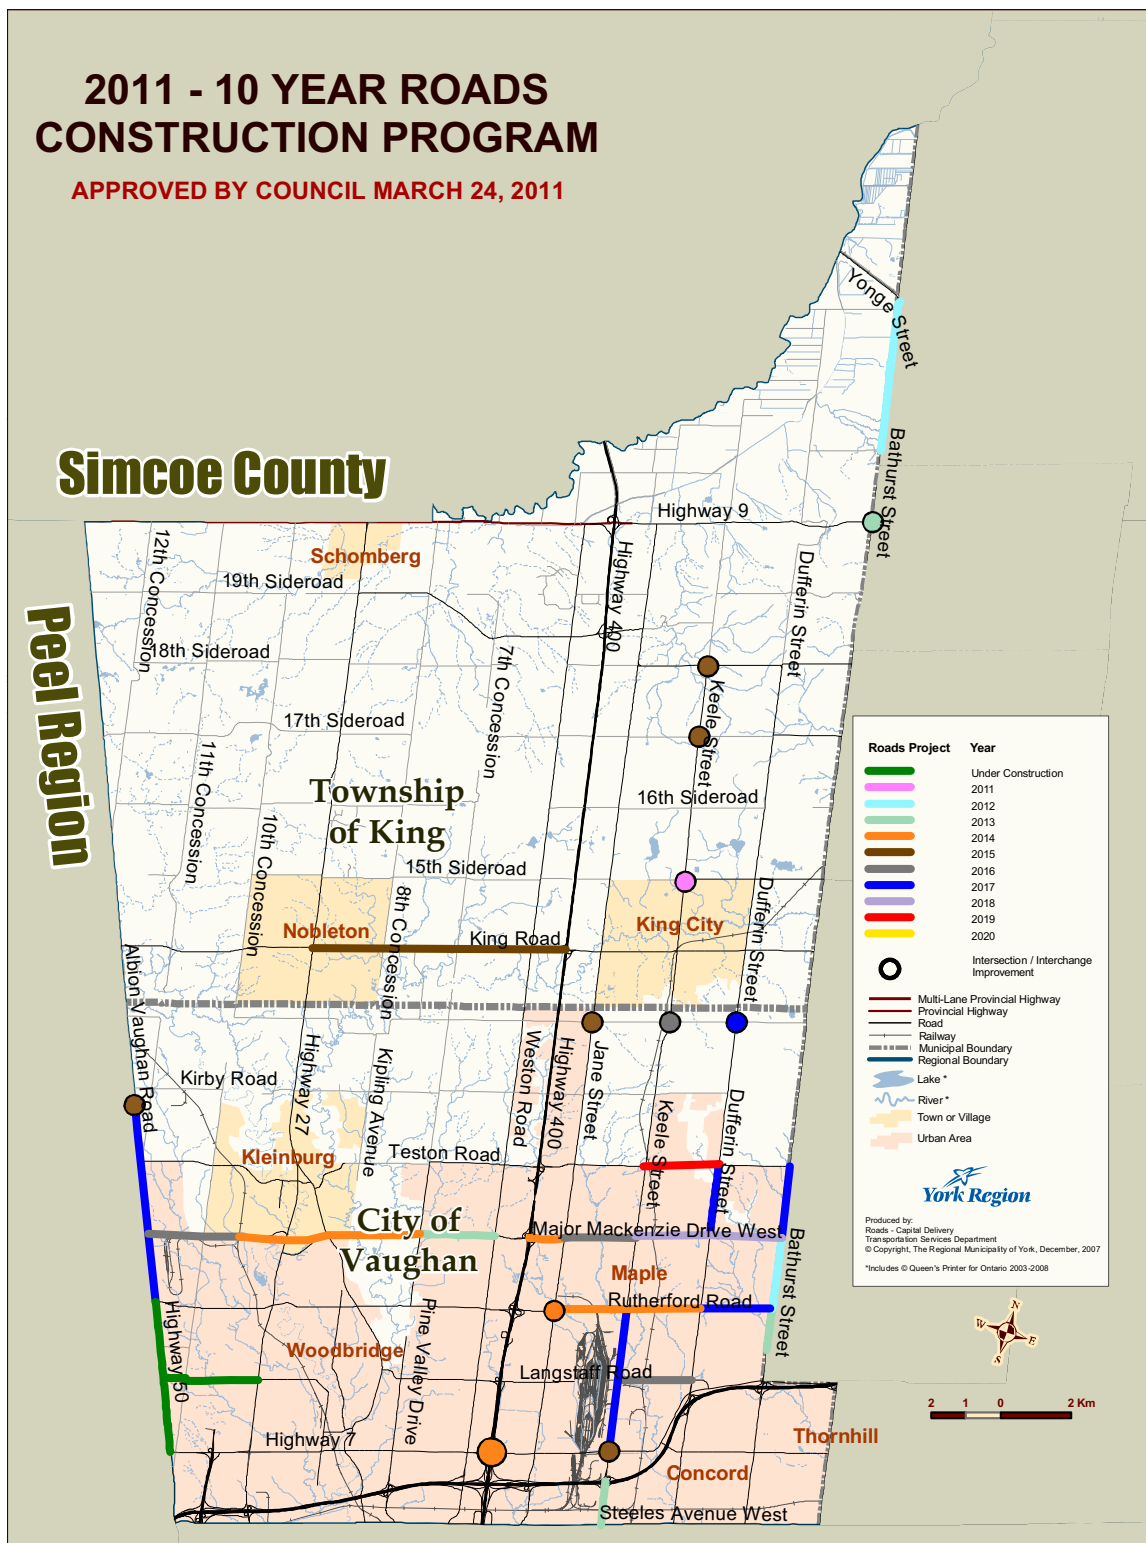 2011 - 10 YEAR ROADS
CONSTRUCTION PROGRAM
APPROVED BY COUNCIL MARCH 24, 2011
Yonge Street
Bathurst Street
Simcoe County
Highway 9
Schomberg
12th Concession
19th Sideroad
Highway 400
Dufferin Street
Peel Region
18th Sideroad
7th Concession
Keele Street
17th Sideroad
11th Concession
Township
of King
16th Sideroad
10th Concession
15th Sideroad
8th Concession
Dufferin Street
Nobleton
King Road
King City
Albion Vaughan Road
Highway 27
Kipling Avenue
Weston Road
Highway 400
Jane Street
Kirby Road
Keele Street
Dufferin Street
Kleinburg
Teston Road
City of
Vaughan
Major Mackenzie Drive West
Bathurst Street
Maple
Rutherford Road
Highway 50
Pine Valley Drive
Woodbridge
Langstaff Road
Highway 7
Thornhill
Concord
Steeles Avenue West
Roads Project Year
Under Construction
2011
2012
2013
2014
2015
2016
2017
2018
2019
2020
Intersection / Interchange
Improvement
Multi-Lane Provincial Highway
Provincial Highway
Road
Railway
Municipal Boundary
Regional Boundary
Lake *
River *
Town or Village
Urban Area
York Region
Produced by:
Roads - Capital Delivery
Transportation Services Department
© Copyright, The Regional Municipality of York, December, 2007
*Includes © Queen's Printer for Ontario 2003-2008
N
W
E
S
2 1 0 2 Km